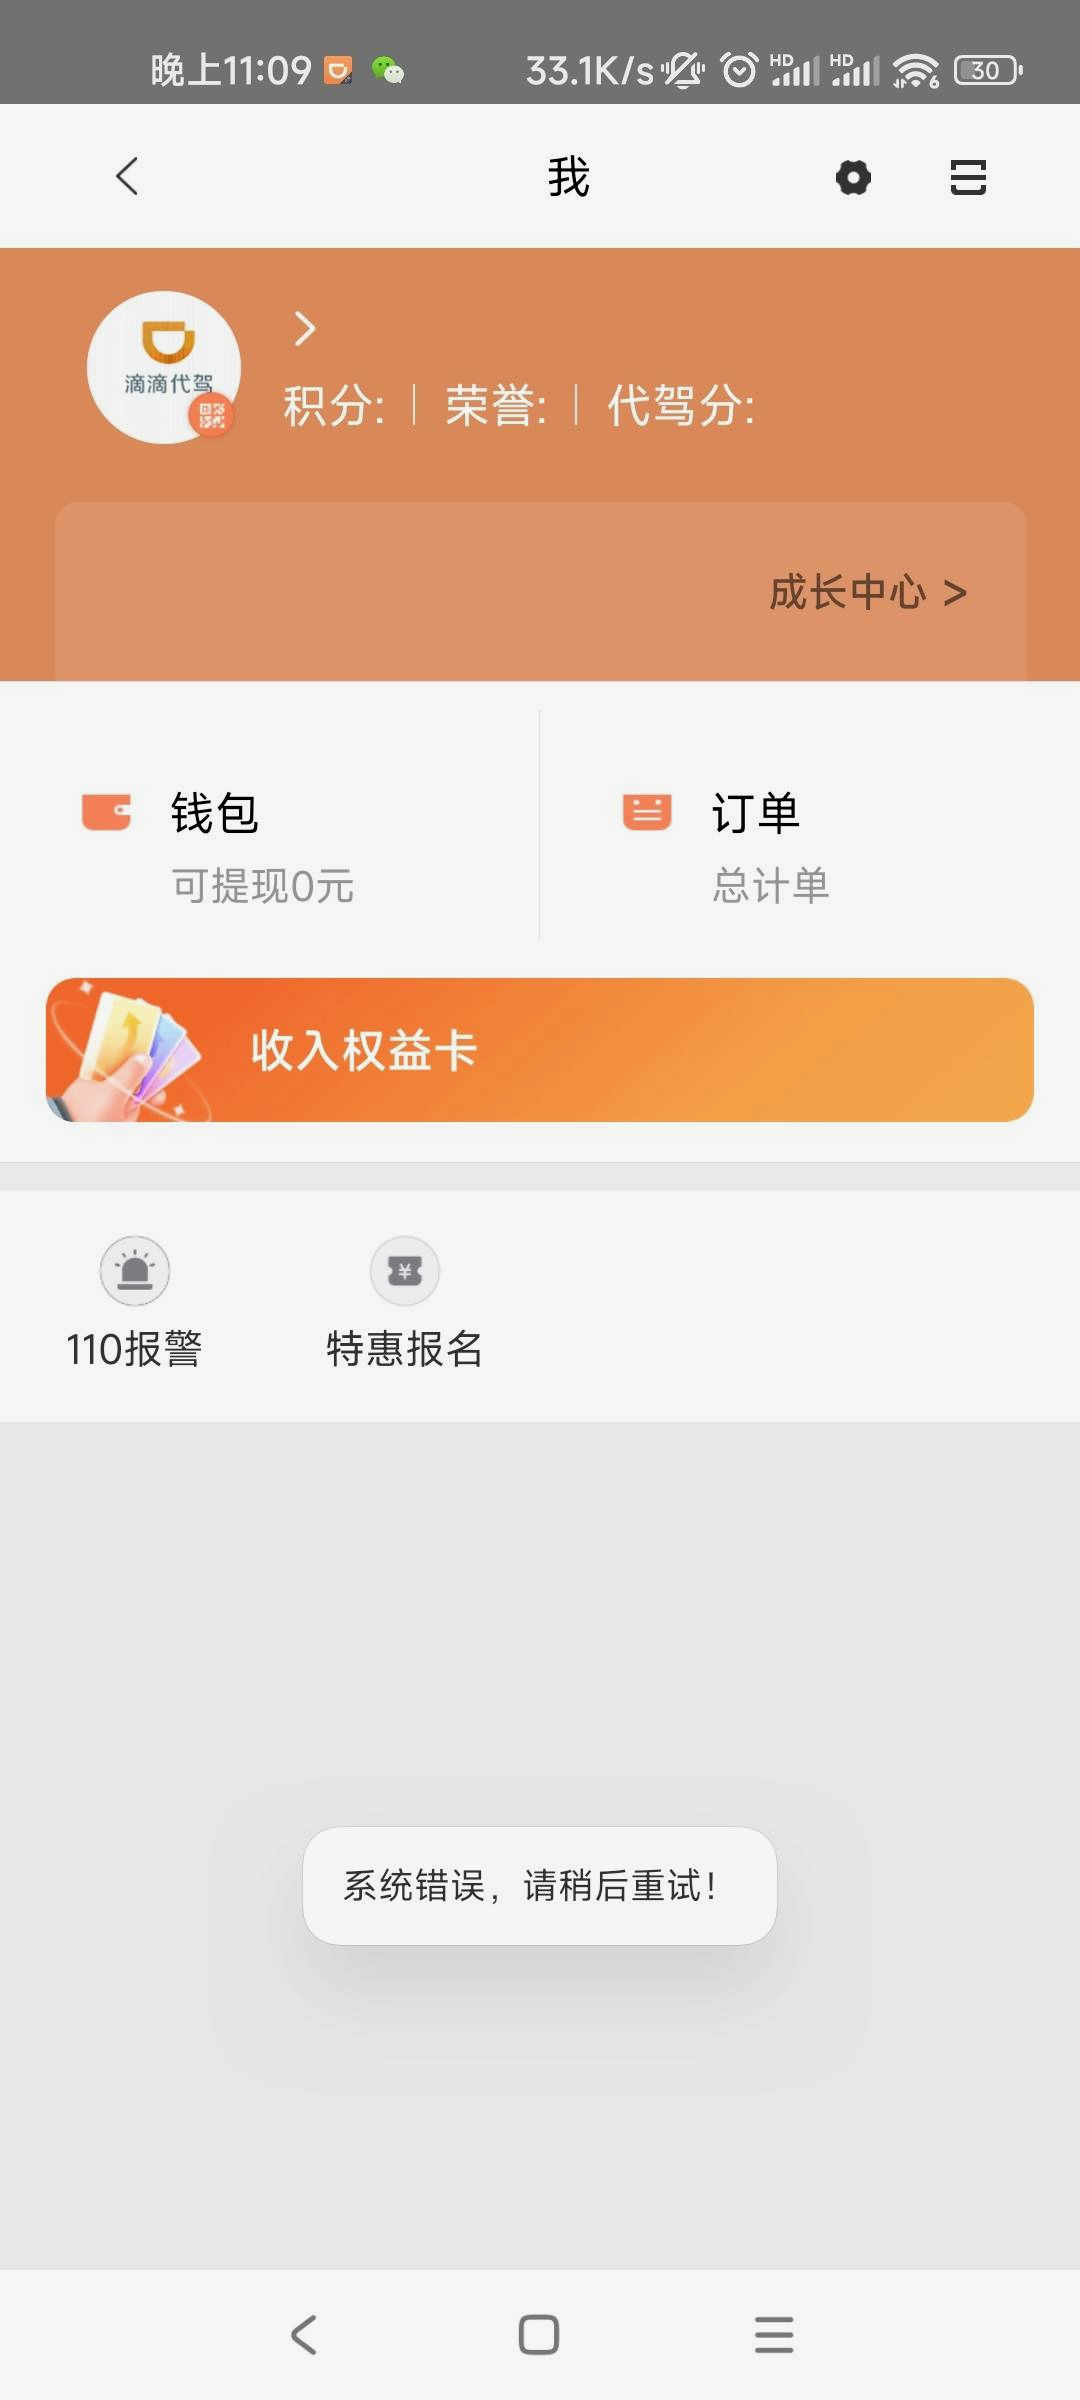 晚上11:09
33.1K/s
HD
HD
6
30
我
滴滴代驾
积分:
荣誉:
代驾分:
成长中心 >
钱包
可提现0元
订单
总计单
收入权益卡
110报警
¥
特惠报名
系统错误，请稍后重试！